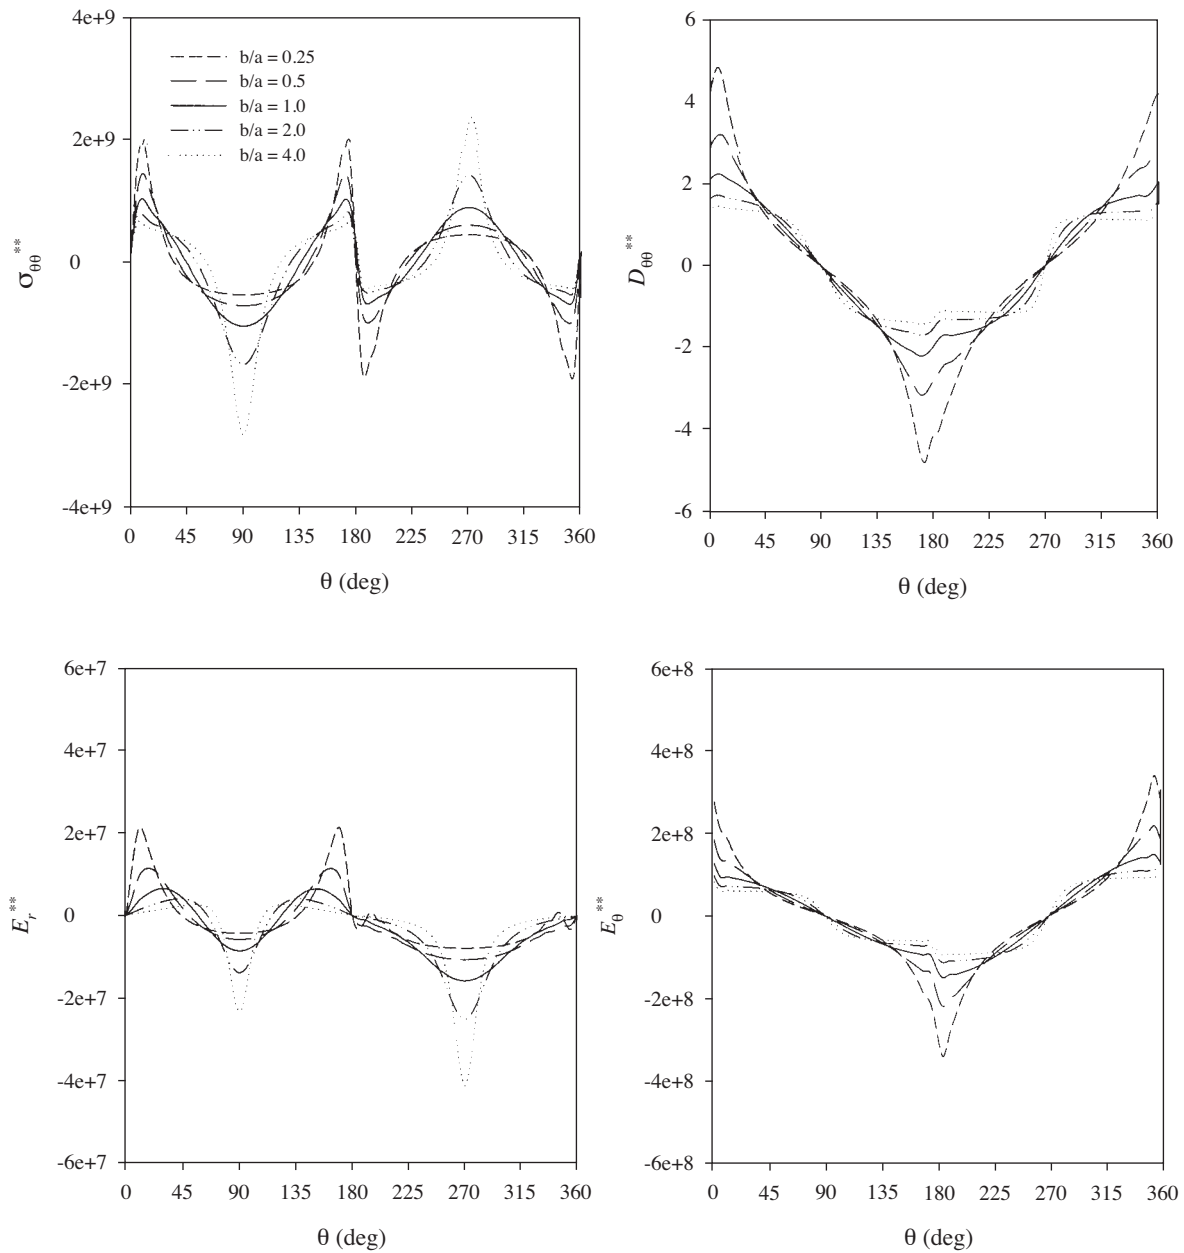 4e+9
2e+9
0
-2e+9
-4e+9
σθθ**
b/a = 0.25
b/a = 0.5
b/a = 1.0
b/a = 2.0
b/a = 4.0
0 45 90 135 180 225 270 315 360
θ (deg)
6
4
2
0
-2
-4
-6
Dθθ**
0 45 90 135 180 225 270 315 360
θ (deg)
6e+7
4e+7
2e+7
0
-2e+7
-4e+7
-6e+7
Er**
0 45 90 135 180 225 270 315 360
θ (deg)
6e+8
4e+8
2e+8
0
-2e+8
-4e+8
-6e+8
Eθ**
0 45 90 135 180 225 270 315 360
θ (deg)